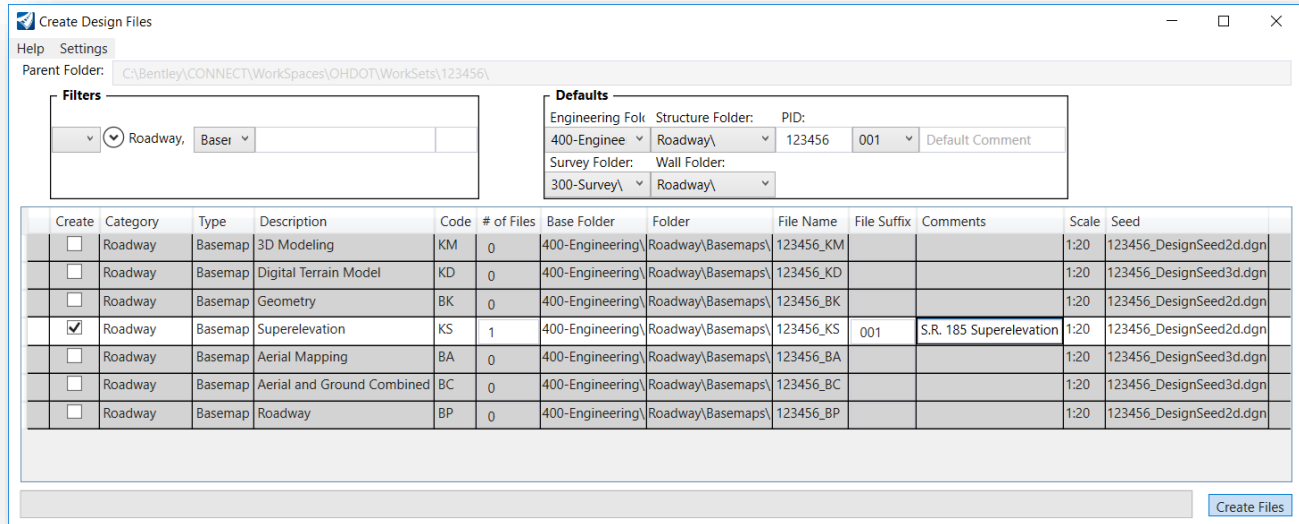 Create Design Files
Help Settings
Parent Folder: C:\Bentley\CONNECT\WorkSpaces\OHDOT\WorkSets\123456\
Filters
Roadway, Baser
Defaults
Engineering Fol Structure Folder: PID:
400-Enginee Roadway\ 123456 001 Default Comment
Survey Folder: Wall Folder:
300-Survey\ Roadway\
Create Category Type Description Code # of Files Base Folder Folder File Name File Suffix Comments Scale Seed
Roadway Basemap 3D Modeling KM 0 400-Engineering\ Roadway\Basemaps\ 123456_KM 1:20 123456_DesignSeed2d.dgn
Roadway Basemap Digital Terrain Model KD 0 400-Engineering\ Roadway\Basemaps\ 123456_KD 1:20 123456_DesignSeed3d.dgn
Roadway Basemap Geometry BK 0 400-Engineering\ Roadway\Basemaps\ 123456_BK 1:20 123456_DesignSeed2d.dgn
Roadway Basemap Superelevation KS 1 400-Engineering\ Roadway\Basemaps\ 123456_KS 001 S.R. 185 Superelevation 1:20 123456_DesignSeed2d.dgn
Roadway Basemap Aerial Mapping BA 0 400-Engineering\ Roadway\Basemaps\ 123456_BA 1:20 123456_DesignSeed3d.dgn
Roadway Basemap Aerial and Ground Combined BC 0 400-Engineering\ Roadway\Basemaps\ 123456_BC 1:20 123456_DesignSeed3d.dgn
Roadway Basemap Roadway BP 0 400-Engineering\ Roadway\Basemaps\ 123456_BP 1:20 123456_DesignSeed2d.dgn
Create Files